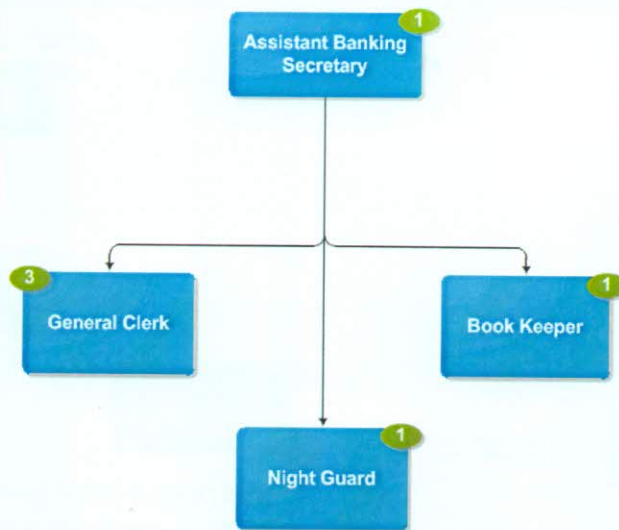 1
Assistant Banking
Secretary
3
General Clerk
1
Book Keeper
1
Night Guard